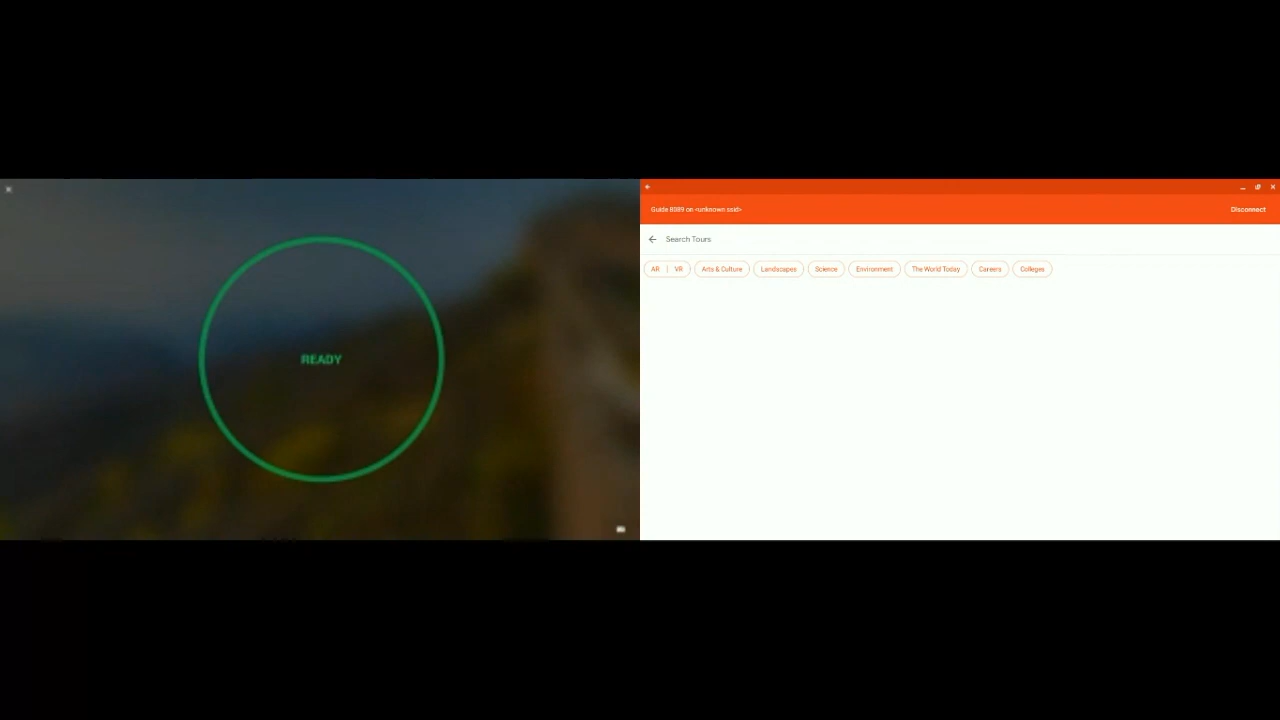 READY
Guide 8089 on <unknown ssid>
Disconnect
Search Tours
AR | VR
Arts & Culture
Landscapes
Science
Environment
The World Today
Careers
Colleges